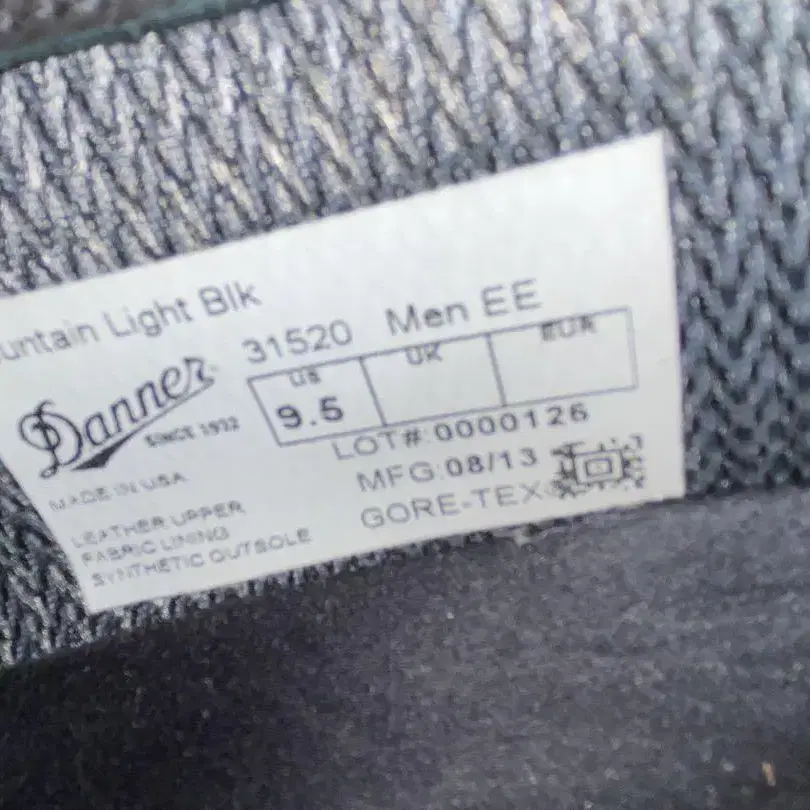 untain Light Blk
31520 Men EE
Danner
SINCE 1932
US UK EUR
9.5
LOT#:0000126
MADE IN USA
MFG:08/13
GORE-TEX®
LEATHER UPPER
FABRIC LINING
SYNTHETIC OUTSOLE